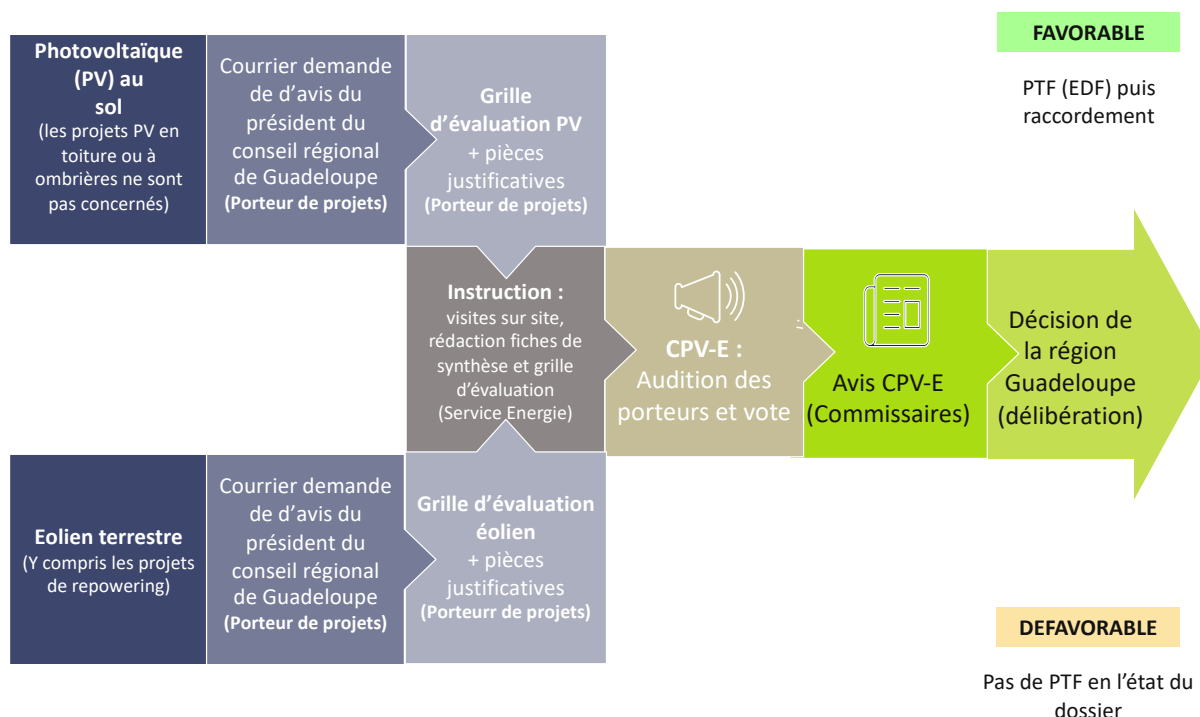 Photovoltaïque
(PV) au
sol
(les projets PV en
toiture ou à
ombrières ne sont
pas concernés)
Courrier demande
de d'avis du
président du
conseil régional
de Guadeloupe
(Porteur de projets)
Grille
d'évaluation PV
+ pièces
justificatives
(Porteur de projets)
FAVORABLE
PTF (EDF) puis
raccordement
Instruction :
visites sur site,
rédaction fiches de
synthèse et grille
d'évaluation
(Service Energie)
CPV-E :
Audition des
porteurs et vote
Avis CPV-E
(Commissaires)
Décision de
la région
Guadeloupe
(délibération)
Eolien terrestre
(Y compris les projets
de repowering)
Courrier demande
de d'avis du
président du
conseil régional
de Guadeloupe
(Porteur de projets)
Grille d'évaluation
éolien
+ pièces
justificatives
(Porteurr de projets)
DEFAVORABLE
Pas de PTF en l'état du
dossier